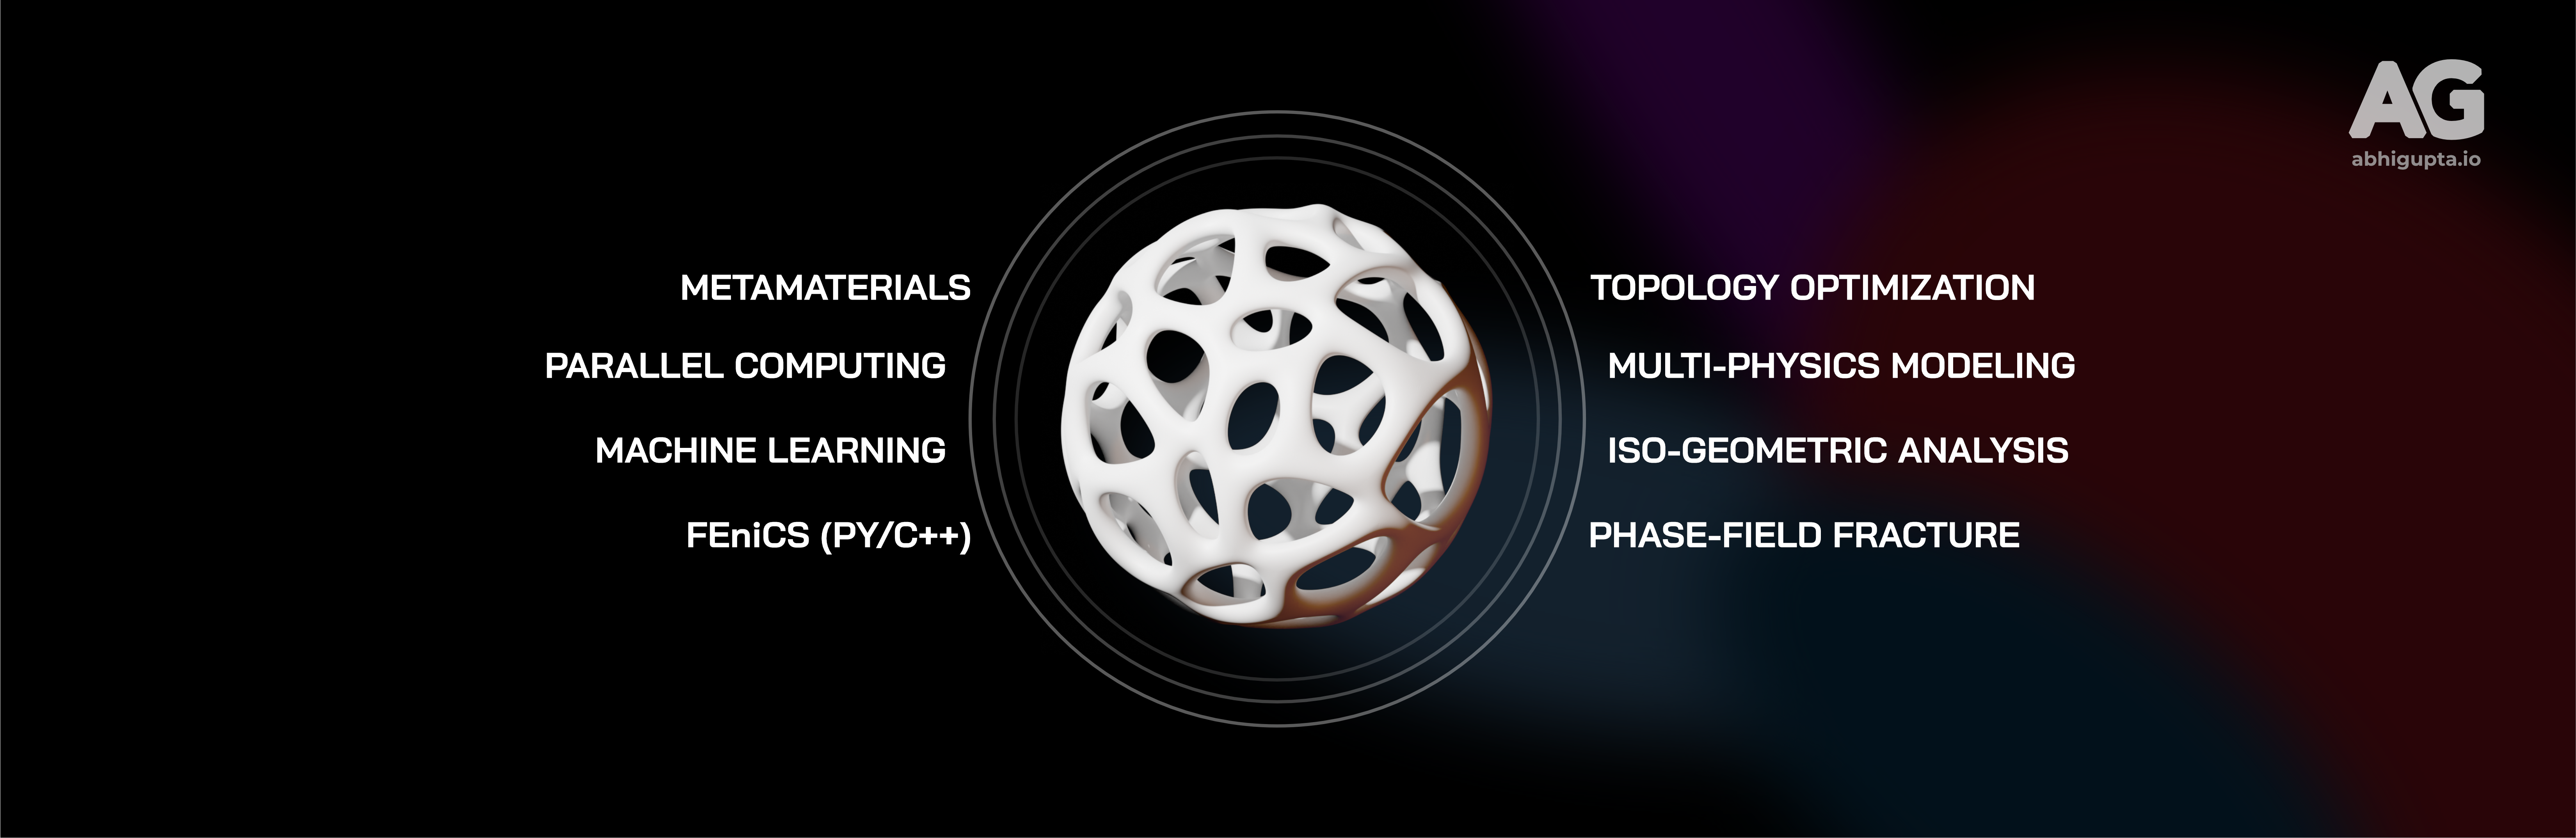 AG
abhigupta.io
METAMATERIALS
PARALLEL COMPUTING
MACHINE LEARNING
FEniCS (PY/C++)
TOPOLOGY OPTIMIZATION
MULTI-PHYSICS MODELING
ISO-GEOMETRIC ANALYSIS
PHASE-FIELD FRACTURE